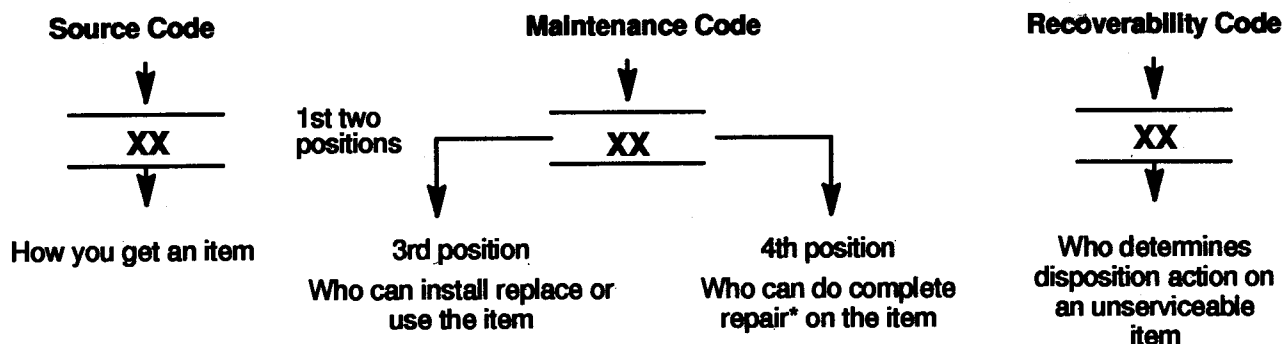 Source Code
XX
How you get an item
1st two
positions
Maintenance Code
XX
3rd position
Who can install replace or
use the item
4th position
Who can do complete
repair* on the item
Recoverability Code
XX
Who determines
disposition action on
an unserviceable
item